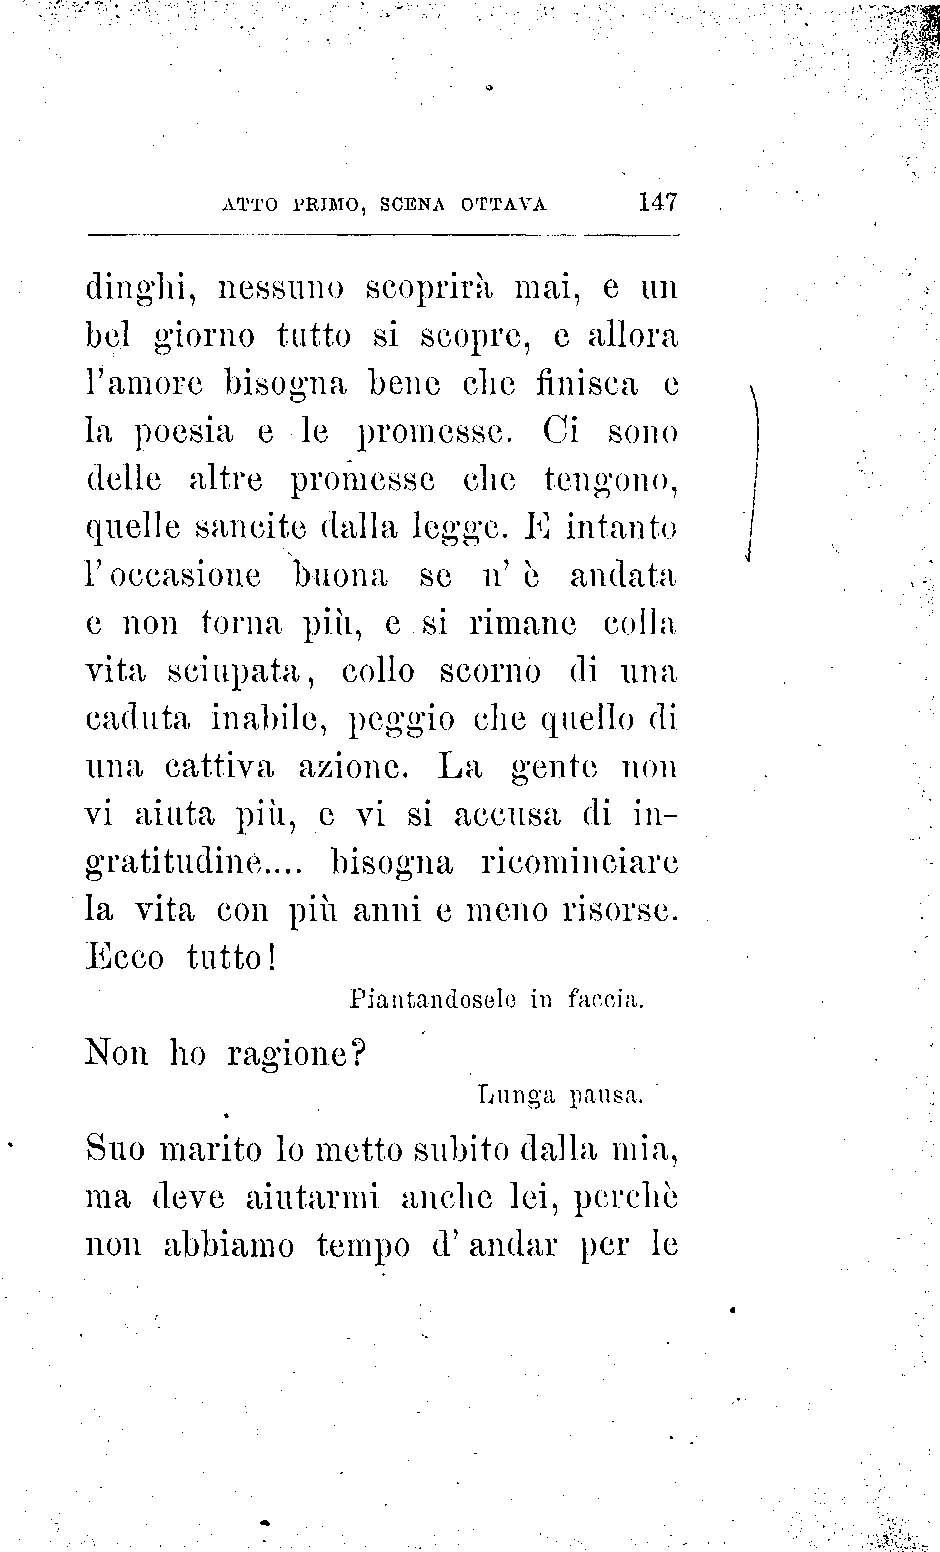 ATTO PRIMO, SCENA OTTAVA 147
dinghi, nessuno scoprirà mai, e un
bel giorno tutto si scopre, e allora
l'amore bisogna bene che finisca e
la poesia e le promesse. Ci sono
delle altre promesse che tengono,
quelle sancite dalla legge. E intanto
l'occasione buona se n'è andata
e non torna più, e si rimane colla
vita sciupata, collo scorno di una
caduta inabile, peggio che quello di
una cattiva azione. La gente non
vi aiuta più, e vi si accusa di in-
gratitudine.... bisogna ricominciare
la vita con più anni e meno risorse.
Ecco tutto!
Piantandosele in faccia.
Non ho ragione?
Lunga pausa.
Suo marito lo metto subito dalla mia,
ma deve aiutarmi anche lei, perchè
non abbiamo tempo d'andar per le